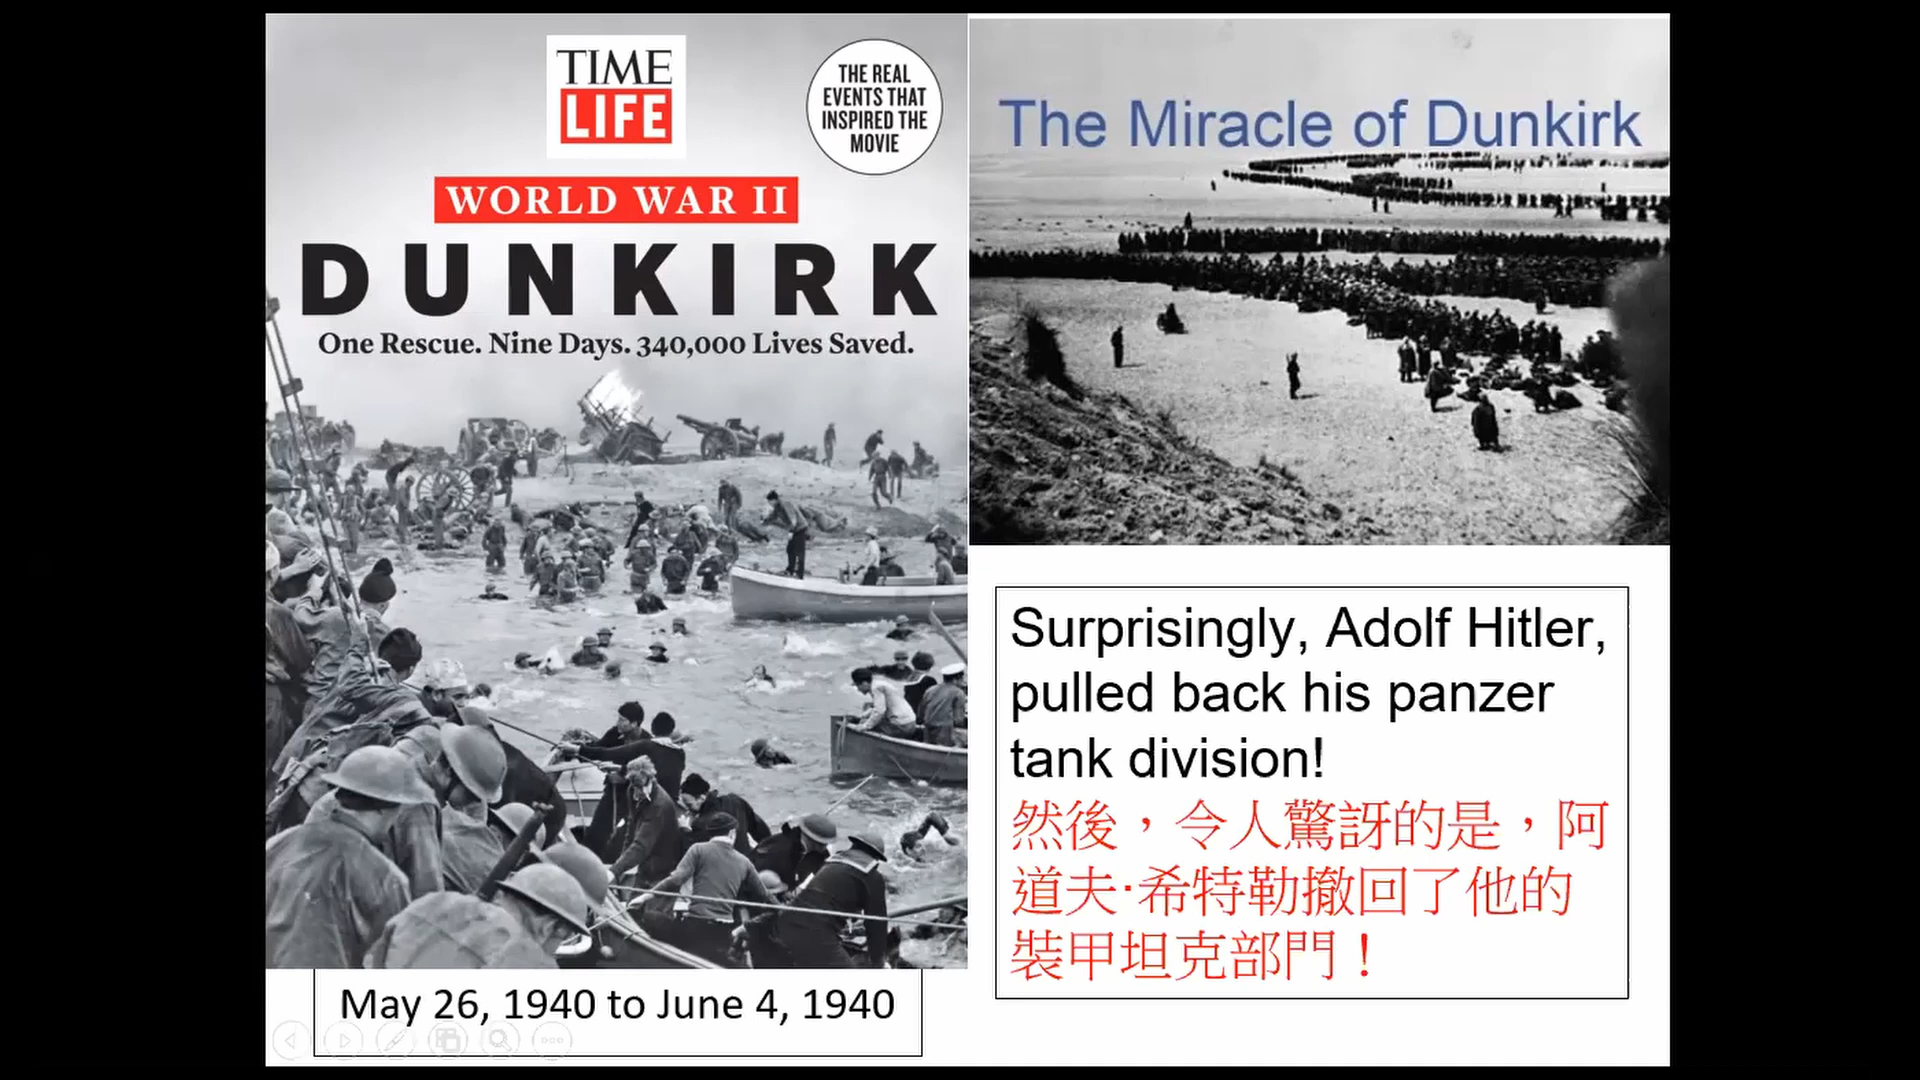 TIME
LIFE
THE REAL
EVENTS THAT
INSPIRED THE
MOVIE
WORLD WAR II
DUNKIRK
One Rescue. Nine Days. 340,000 Lives Saved.
May 26, 1940 to June 4, 1940
The Miracle of Dunkirk
Surprisingly, Adolf Hitler,
pulled back his panzer
tank division!
然後，令人驚訝的是，阿
道夫·希特勒撤回了他的
裝甲坦克部門！